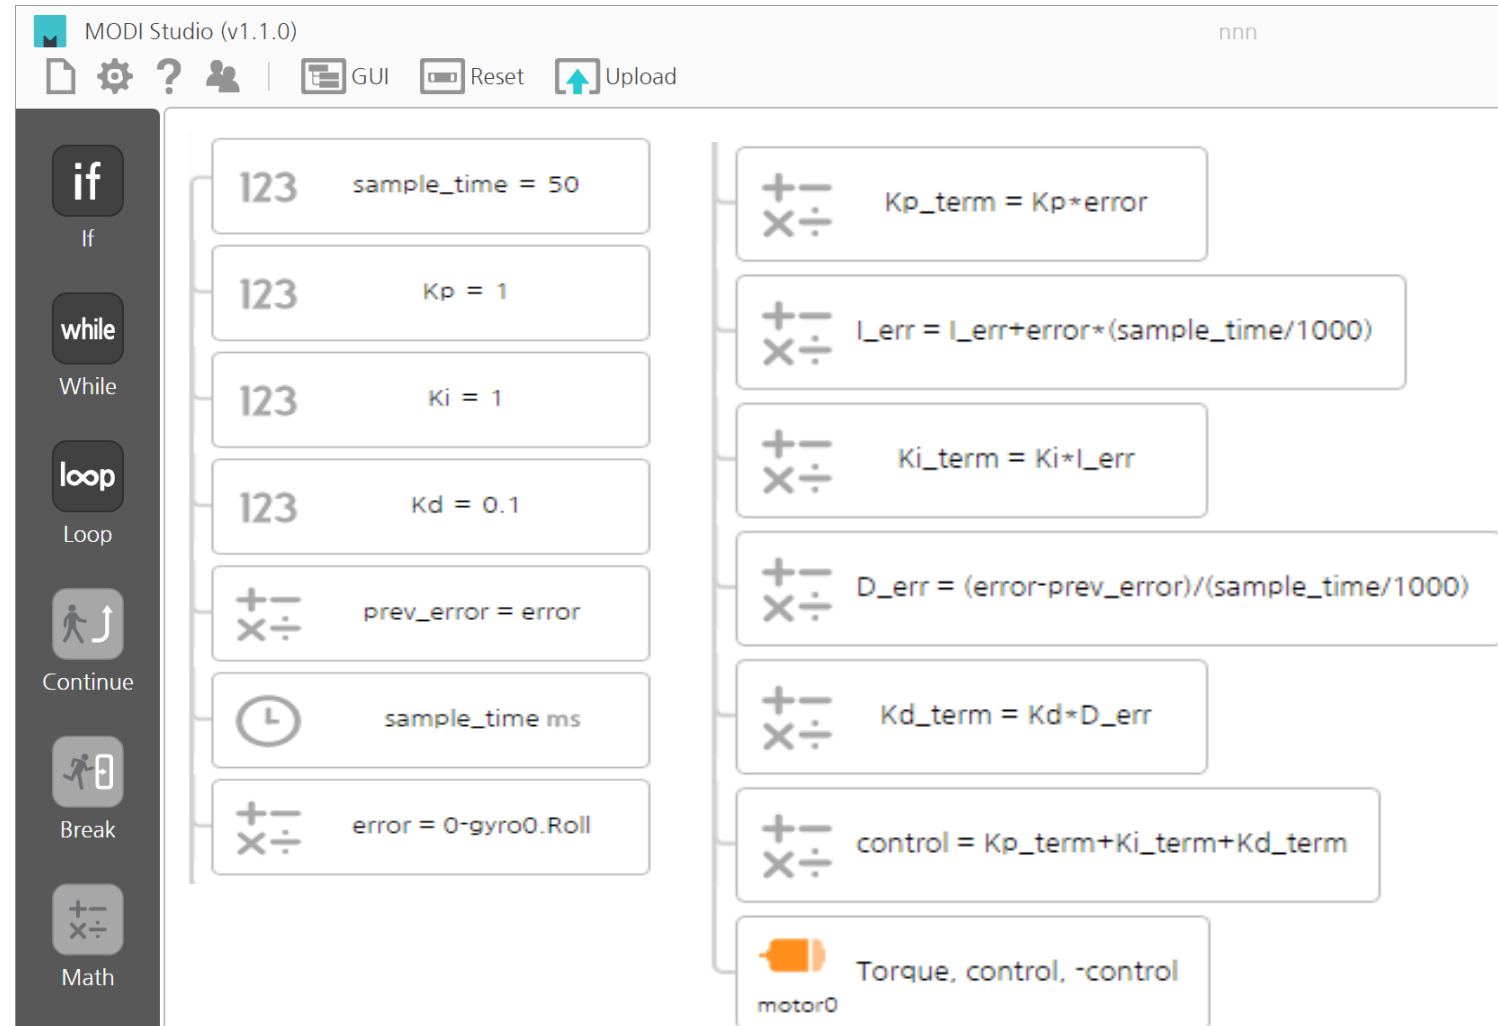 MODI Studio (v1.1.0)
nnn
GUI
Reset
Upload
if
If
while
While
loop
Loop
Continue
Break
Math
123 sample_time = 50
123 Kp = 1
123 Ki = 1
123 Kd = 0.1
prev_error = error
sample_time ms
error = 0-gyro0.Roll
Kp_term = Kp*error
I_err = I_err+error*(sample_time/1000)
Ki_term = Ki*I_err
D_err = (error-prev_error)/(sample_time/1000)
Kd_term = Kd*D_err
control = Kp_term+Ki_term+Kd_term
Torque, control, -control
motor0